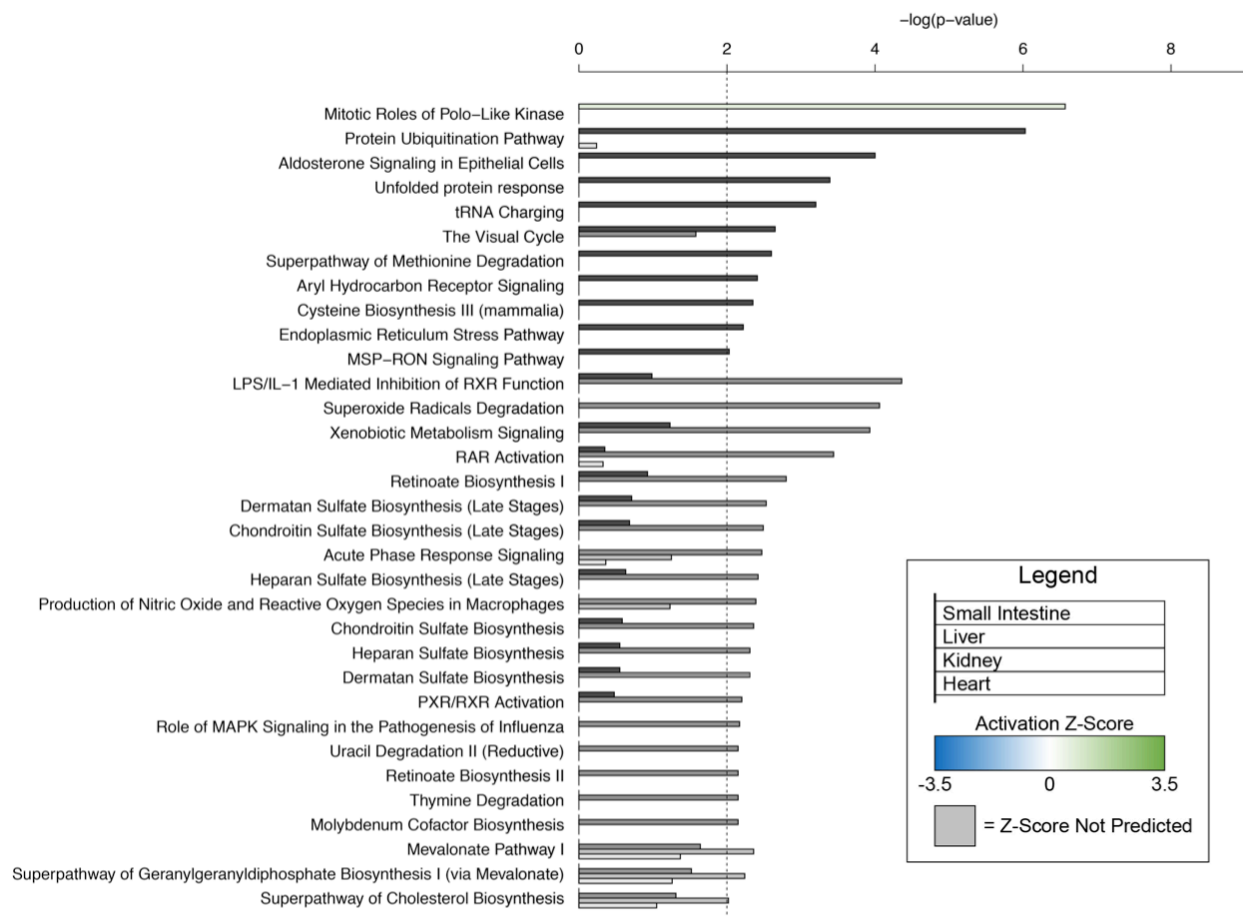 −log(p−value)
0 2 4 6 8
Mitotic Roles of Polo−Like Kinase
Protein Ubiquitination Pathway
Aldosterone Signaling in Epithelial Cells
Unfolded protein response
tRNA Charging
The Visual Cycle
Superpathway of Methionine Degradation
Aryl Hydrocarbon Receptor Signaling
Cysteine Biosynthesis III (mammalia)
Endoplasmic Reticulum Stress Pathway
MSP−RON Signaling Pathway
LPS/IL−1 Mediated Inhibition of RXR Function
Superoxide Radicals Degradation
Xenobiotic Metabolism Signaling
RAR Activation
Retinoate Biosynthesis I
Dermatan Sulfate Biosynthesis (Late Stages)
Chondroitin Sulfate Biosynthesis (Late Stages)
Acute Phase Response Signaling
Heparan Sulfate Biosynthesis (Late Stages)
Production of Nitric Oxide and Reactive Oxygen Species in Macrophages
Chondroitin Sulfate Biosynthesis
Heparan Sulfate Biosynthesis
Dermatan Sulfate Biosynthesis
PXR/RXR Activation
Role of MAPK Signaling in the Pathogenesis of Influenza
Uracil Degradation II (Reductive)
Retinoate Biosynthesis II
Thymine Degradation
Molybdenum Cofactor Biosynthesis
Mevalonate Pathway I
Superpathway of Geranylgeranyldiphosphate Biosynthesis I (via Mevalonate)
Superpathway of Cholesterol Biosynthesis
Legend
Small Intestine
Liver
Kidney
Heart
Activation Z-Score
-3.5 0 3.5
= Z-Score Not Predicted